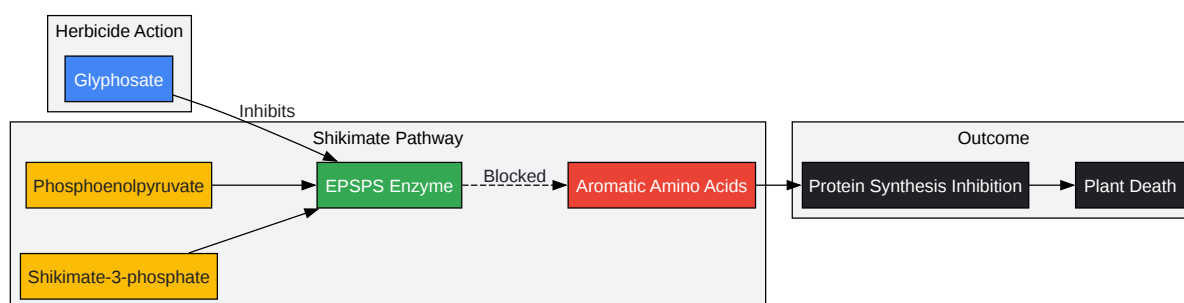 Herbicide Action
Glyphosate
Inhibits
Shikimate Pathway
Outcome
Phosphoenolpyruvate
EPSPS Enzyme
Blocked
Aromatic Amino Acids
Protein Synthesis Inhibition
Plant Death
Shikimate-3-phosphate